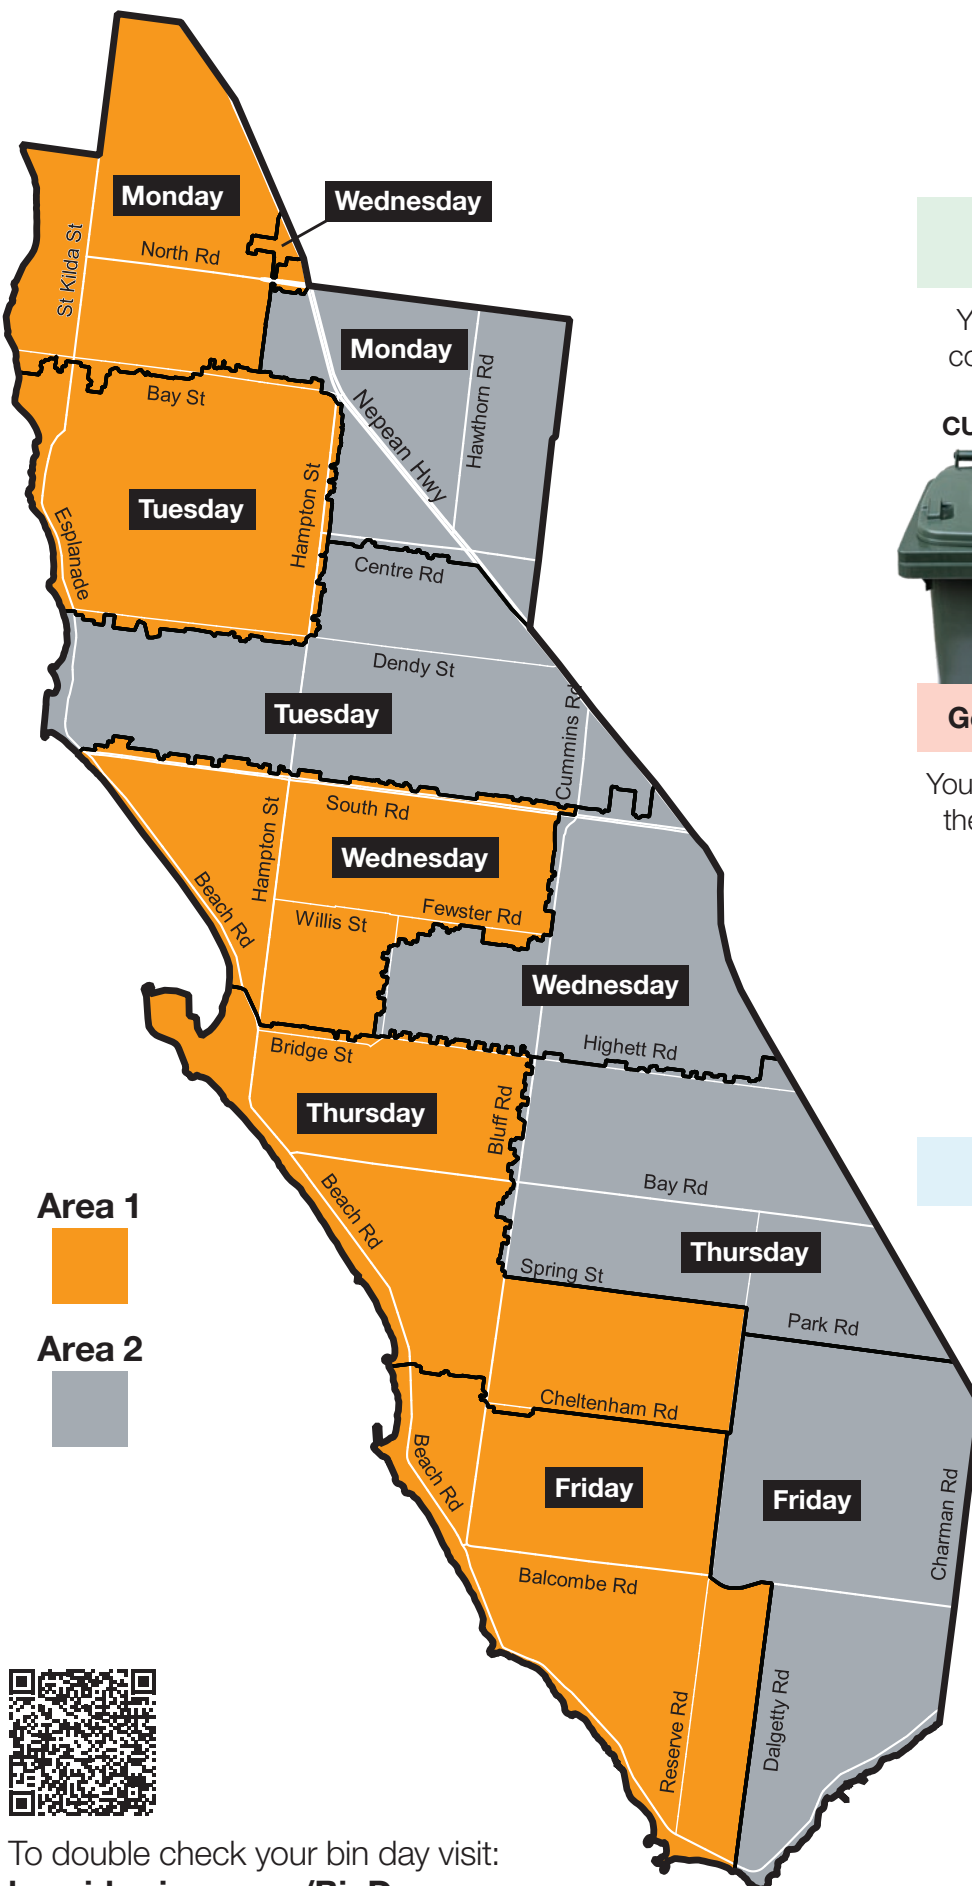 Monday
Wednesday
St Kilda St
North Rd
Monday
Hawthorn Rd
Nepean Hwy
Bay St
Tuesday
Hampton St
Esplanade
Centre Rd
Dendy St
Tuesday
Cummins Rd
South Rd
Hampton St
Wednesday
Beach Rd
Willis St
Fewster Rd
Wednesday
Highett Rd
Bridge St
Thursday
Bluff Rd
Bay Rd
Beach Rd
Area 1
Thursday
Spring St
Park Rd
Area 2
Cheltenham Rd
Beach Rd
Friday
Friday
Charman Rd
Balcombe Rd
Reserve Rd
Dalgetty Rd
To double check your bin day visit:
You
the